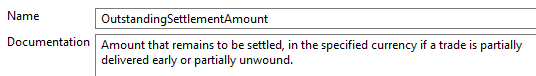 Name OutstandingSettlementAmount
Documentation Amount that remains to be settled, in the specified currency if a trade is partially
delivered early or partially unwound.